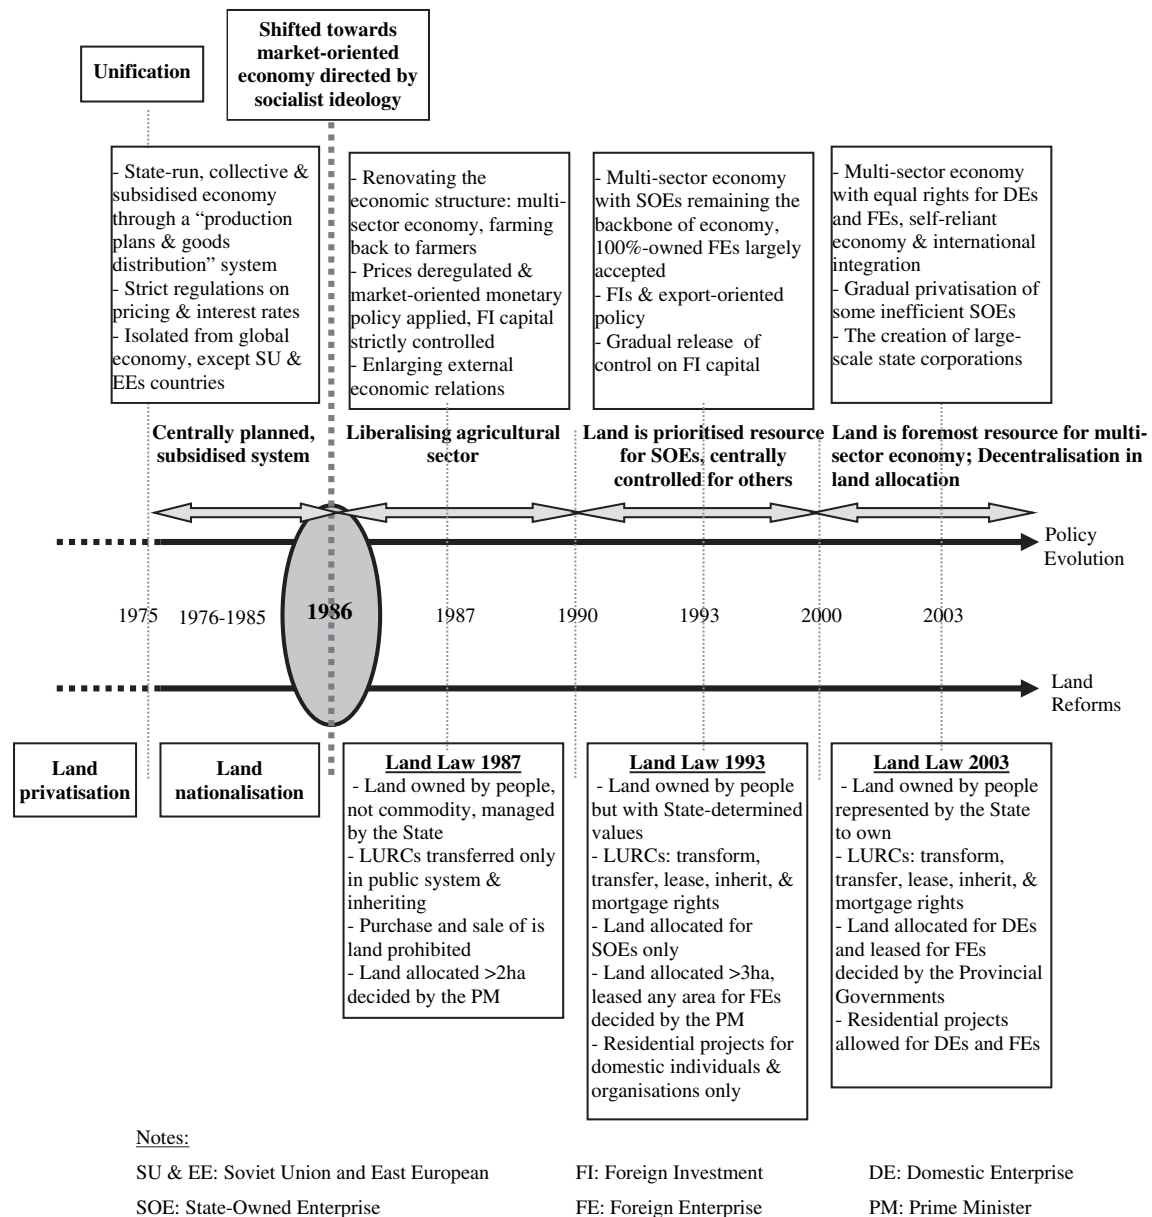 Unification
Shifted towards
market-oriented
economy directed by
socialist ideology
- State-run, collective &
subsidised economy
through a “production
plans & goods
distribution” system
- Strict regulations on
pricing & interest rates
- Isolated from global
economy, except SU &
EEs countries
- Renovating the
economic structure: multi-
sector economy, farming
back to farmers
- Prices deregulated &
market-oriented monetary
policy applied, FI capital
strictly controlled
- Enlarging external
economic relations
- Multi-sector economy
with SOEs remaining the
backbone of economy,
100%-owned FEs largely
accepted
- FIs & export-oriented
policy
- Gradual release of
control on FI capital
- Multi-sector economy
with equal rights for DEs
and FEs, self-reliant
economy & international
integration
- Gradual privatisation of
some inefficient SOEs
- The creation of large-
scale state corporations
Centrally planned,
subsidised system
Liberalising agricultural
sector
Land is prioritised resource
for SOEs, centrally
controlled for others
Land is foremost resource for multi-
sector economy; Decentralisation in
land allocation
Policy
Evolution
1975
1976-1985
1986
1987
1990
1993
2000
2003
Land
Reforms
Land
privatisation
Land
nationalisation
Land Law 1987
- Land owned by people,
not commodity, managed
by the State
- LURCs transferred only
in public system &
inheriting
- Purchase and sale of is
land prohibited
- Land allocated >2ha
decided by the PM
Land Law 1993
- Land owned by people
but with State-determined
values
- LURCs: transform,
transfer, lease, inherit, &
mortgage rights
- Land allocated for
SOEs only
- Land allocated >3ha,
leased any area for FEs
decided by the PM
- Residential projects for
domestic individuals &
organisations only
Land Law 2003
- Land owned by people
represented by the State
to own
- LURCs: transform,
transfer, lease, inherit, &
mortgage rights
- Land allocated for DEs
and leased for FEs
decided by the Provincial
Governments
- Residential projects
allowed for DEs and FEs
Notes:
SU & EE: Soviet Union and East European
FI: Foreign Investment
DE: Domestic Enterprise
SOE: State-Owned Enterprise
FE: Foreign Enterprise
PM: Prime Minister